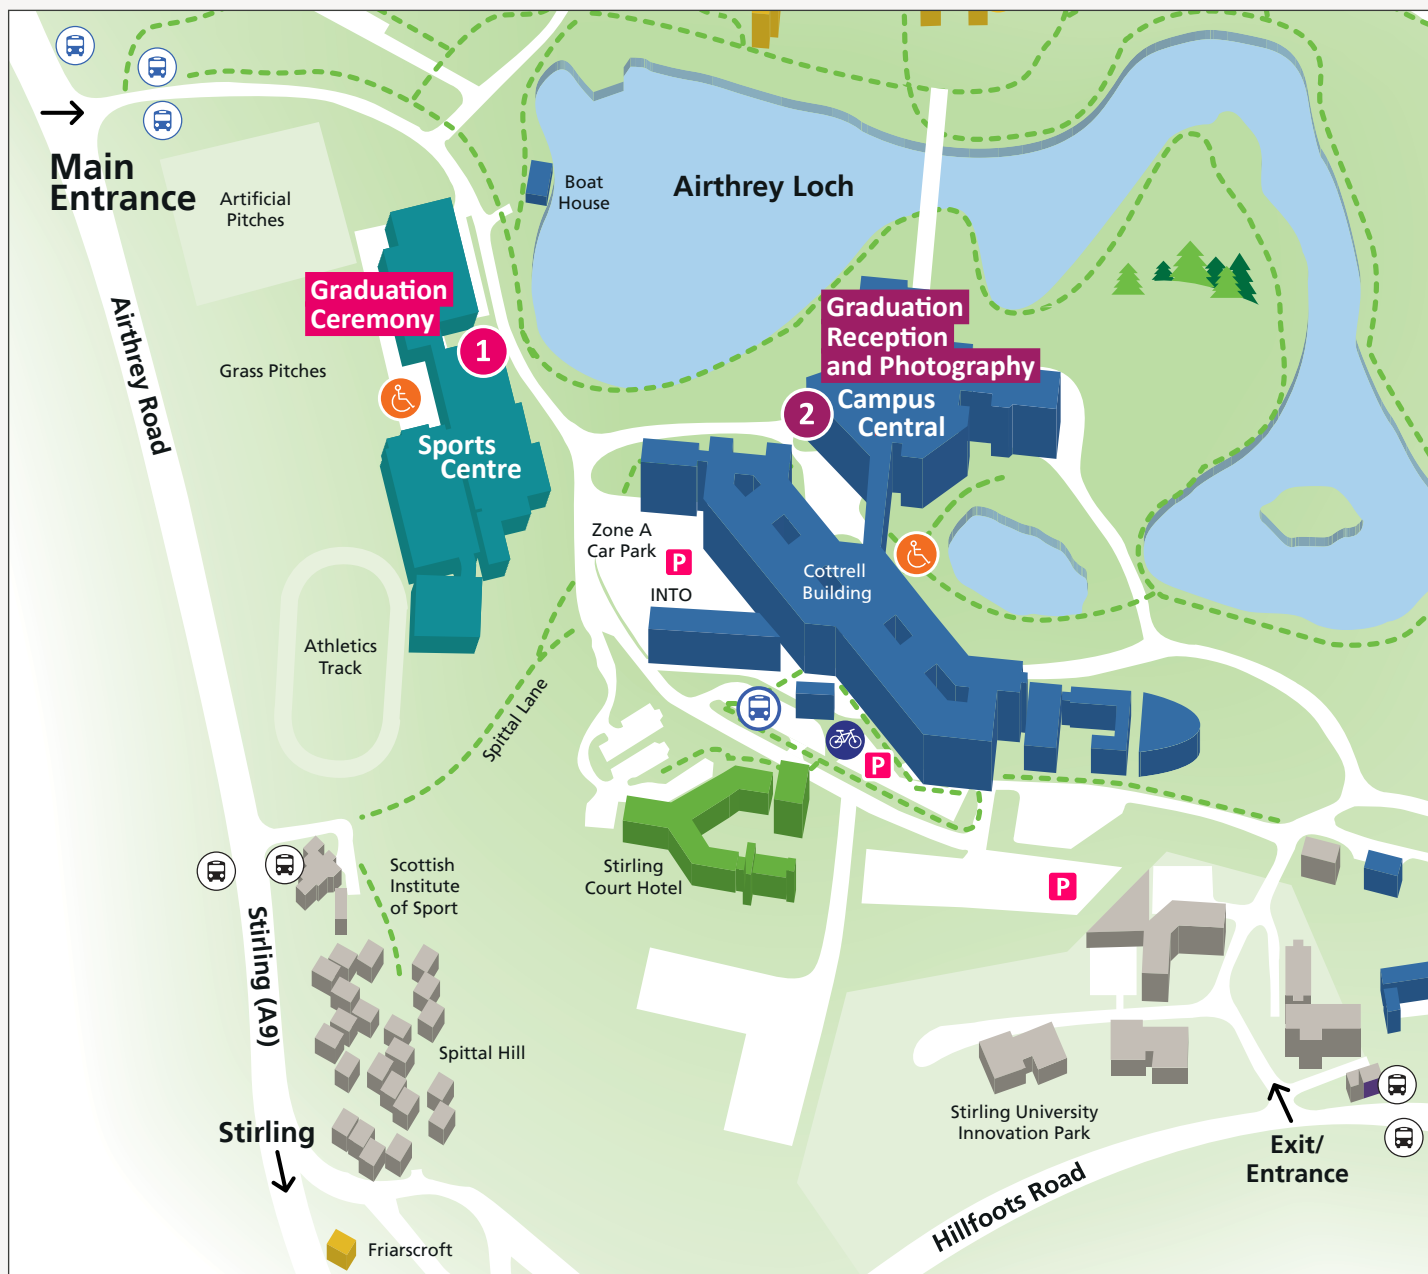 Main
Entrance
Artificial
Pitches
Boat
House
Airthrey Loch
Graduation
Ceremony
1
Graduation
Reception
and Photography
2
Campus
Central
Airthrey Road
Grass Pitches
Sports
Centre
Zone A
Car Park
P
INTO
Cottrell
Building
Athletics
Track
Spittal Lane
P
Stirling
Court Hotel
P
Scottish
Institute
of Sport
Stirling (A9)
Spittal Hill
Stirling
Stirling University
Innovation Park
Exit/
Entrance
Hillfoots Road
Friarscroft